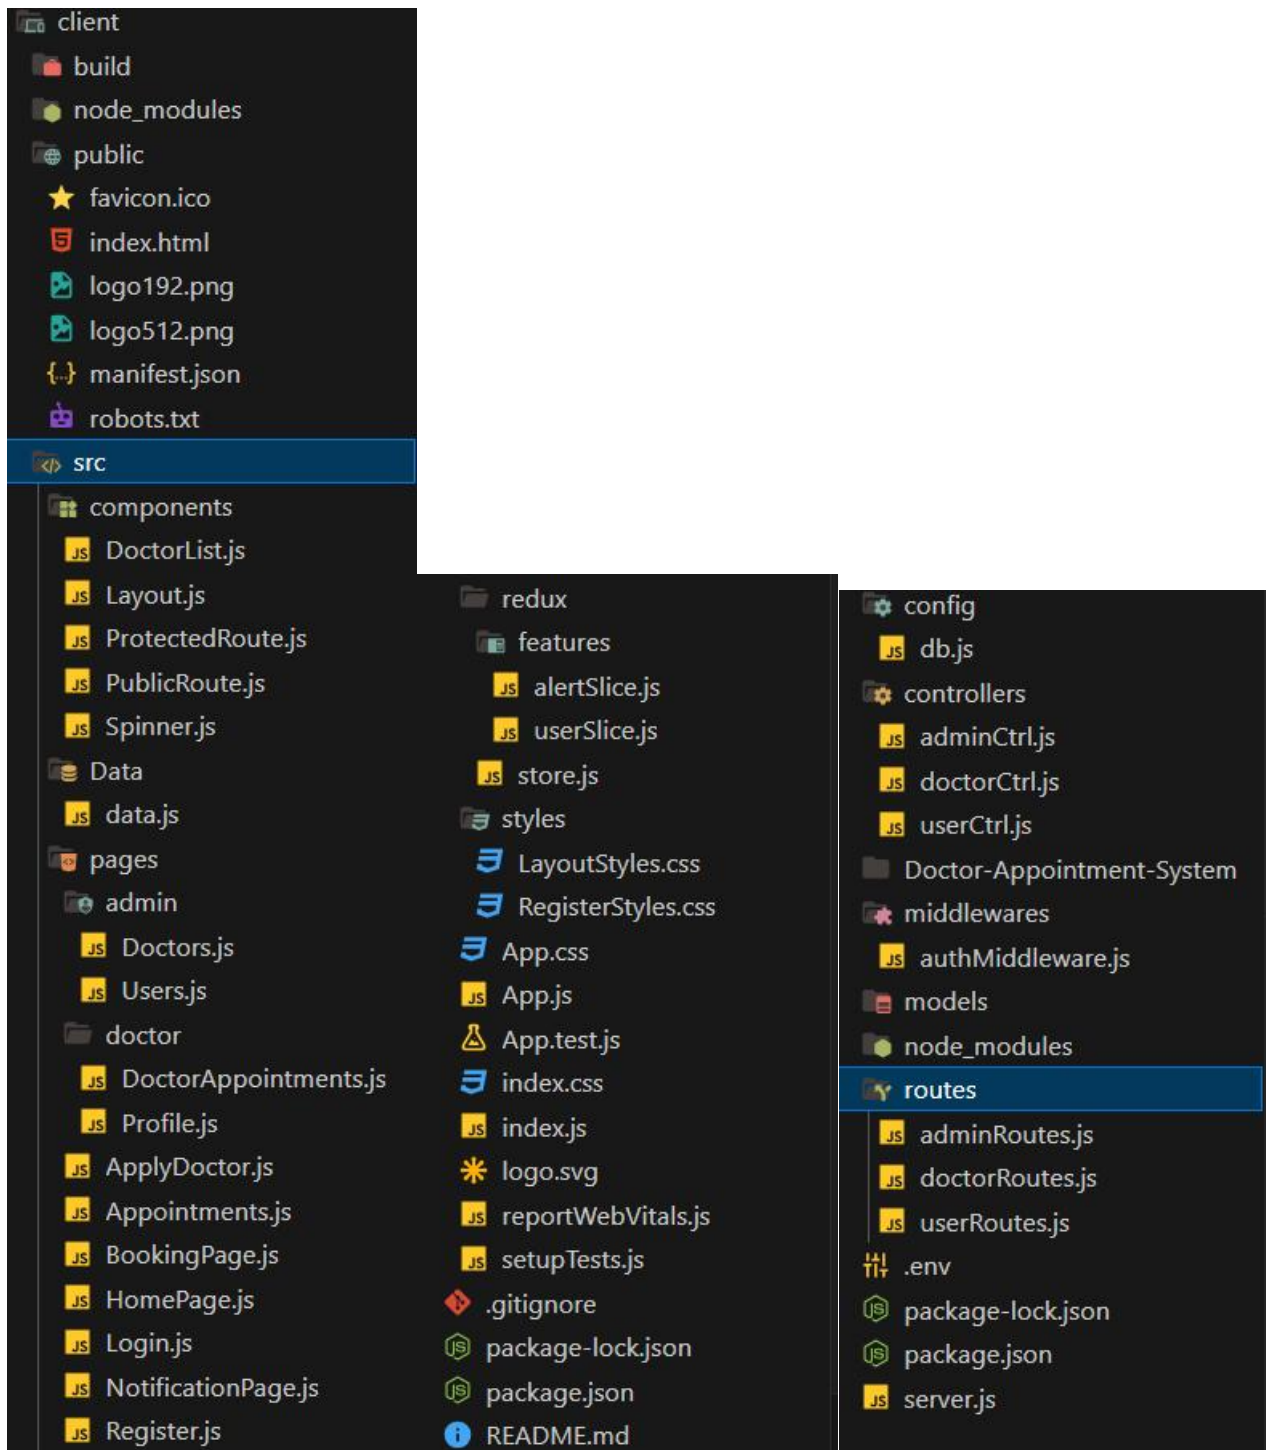 client
build
node_modules
public
favicon.ico
index.html
logo192.png
logo512.png
manifest.json
robots.txt
src
components
DoctorList.js
Layout.js
ProtectedRoute.js
PublicRoute.js
Spinner.js
Data
data.js
pages
admin
Doctors.js
Users.js
doctor
DoctorAppointments.js
Profile.js
ApplyDoctor.js
Appointments.js
BookingPage.js
HomePage.js
Login.js
NotificationPage.js
Register.js
redux
features
alertSlice.js
userSlice.js
store.js
styles
LayoutStyles.css
RegisterStyles.css
App.css
App.js
App.test.js
index.css
index.js
logo.svg
reportWebVitals.js
setupTests.js
.gitignore
package-lock.json
package.json
README.md
config
db.js
controllers
adminCtrl.js
doctorCtrl.js
userCtrl.js
Doctor-Appointment-System
middlewares
authMiddleware.js
models
node_modules
routes
adminRoutes.js
doctorRoutes.js
userRoutes.js
.env
package-lock.json
package.json
server.js